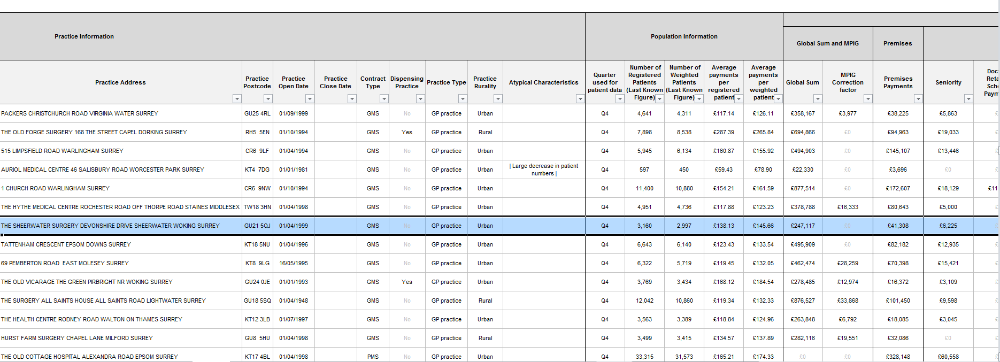 Practice Information
Population Information
Global Sum and MPIG
Premises
Practice Address
Practice Postcode
Practice Open Date
Practice Close Date
Contract Type
Dispensing Practice
Practice Type
Practice Rurality
Atypical Characteristics
Quarter used for patient data
Number of Registered Patients (Last Known Figure)
Number of Weighted Patients (Last Known Figure)
Average payments per registered patient
Average payments per weighted patient
Global Sum
MPIG Correction factor
Premises Payments
Seniority
PACKERS CHRISTCHURCH ROAD VIRGINIA WATER SURREY GU25 4RL 01/09/1999 GMS No GP practice Urban Q4 4,641 4,311 £117.14 £126.11 £358,167 £3,977 £38,225 £5,863 £
THE OLD FORGE SURGERY 168 THE STREET CAPEL DORKING SURREY RH5 5EN 01/10/1994 GMS Yes GP practice Rural Q4 7,898 8,538 £287.39 £265.84 £694,866 £0 £94,963 £19,033 £
515 LIMPSFIELD ROAD WARLINGHAM SURREY CR6 9LF 01/04/1994 GMS No GP practice Urban Q4 5,945 6,134 £160.87 £155.92 £494,903 £0 £145,107 £13,446 £
AURIOL MEDICAL CENTRE 46 SALISBURY ROAD WORCESTER PARK SURREY KT4 7DG 01/01/1981 GMS No GP practice Urban | Large decrease in patient numbers | Q4 597 450 £59.43 £78.90 £22,330 £0 £3,696 £0 £
1 CHURCH ROAD WARLINGHAM SURREY CR6 9NW 01/10/1994 GMS No GP practice Urban Q4 11,400 10,880 £154.21 £161.59 £877,514 £0 £172,607 £18,129 £11
THE HYTHE MEDICAL CENTRE ROCHESTER ROAD OFF THORPE ROAD STAINES MIDDLESEX TW18 3HN 01/04/1998 GMS No GP practice Urban Q4 4,951 4,736 £117.88 £123.23 £378,788 £16,333 £80,643 £5,000 £
THE SHEERWATER SURGERY DEVONSHIRE DRIVE SHEERWATER WOKING SURREY GU21 5QJ 01/04/1999 GMS No GP practice Urban Q4 3,160 2,997 £138.13 £145.66 £247,117 £0 £41,308 £6,225 £
TATTENHAM CRESCENT EPSOM DOWNS SURREY KT18 5NU 01/04/1996 GMS No GP practice Urban Q4 6,643 6,140 £123.43 £133.54 £495,909 £0 £82,182 £12,935 £
69 PEMBERTON ROAD EAST MOLESEY SURREY KT8 9LG 16/05/1995 GMS No GP practice Urban Q4 6,322 5,719 £119.45 £132.05 £462,474 £28,259 £70,398 £15,421 £
THE OLD VICARAGE THE GREEN PIRBRIGHT NR WOKING SURREY GU24 0JE 01/01/1993 GMS Yes GP practice Urban Q4 3,769 3,434 £168.12 £184.54 £278,485 £12,974 £16,372 £3,109 £
THE SURGERY ALL SAINTS HOUSE ALL SAINTS ROAD LIGHTWATER SURREY GU18 5SQ 01/04/1948 GMS No GP practice Rural Q4 12,042 10,860 £119.34 £132.33 £876,527 £33,868 £101,450 £9,598 £
THE HEALTH CENTRE RODNEY ROAD WALTON ON THAMES SURREY KT12 3LB 01/07/1997 GMS No GP practice Urban Q4 3,563 3,389 £118.84 £124.96 £263,848 £6,792 £18,085 £3,045 £
HURST FARM SURGERY CHAPEL LANE MILFORD SURREY GU8 5HU 01/04/1998 GMS No GP practice Rural Q4 3,499 3,415 £134.57 £137.89 £282,116 £19,551 £32,086 £0 £
THE OLD COTTAGE HOSPITAL ALEXANDRA ROAD EPSOM SURREY KT17 4BL 01/04/1998 PMS No GP practice Urban Q4 33,315 31,573 £165.21 £174.33 £0 £0 £328,148 £60,558 £